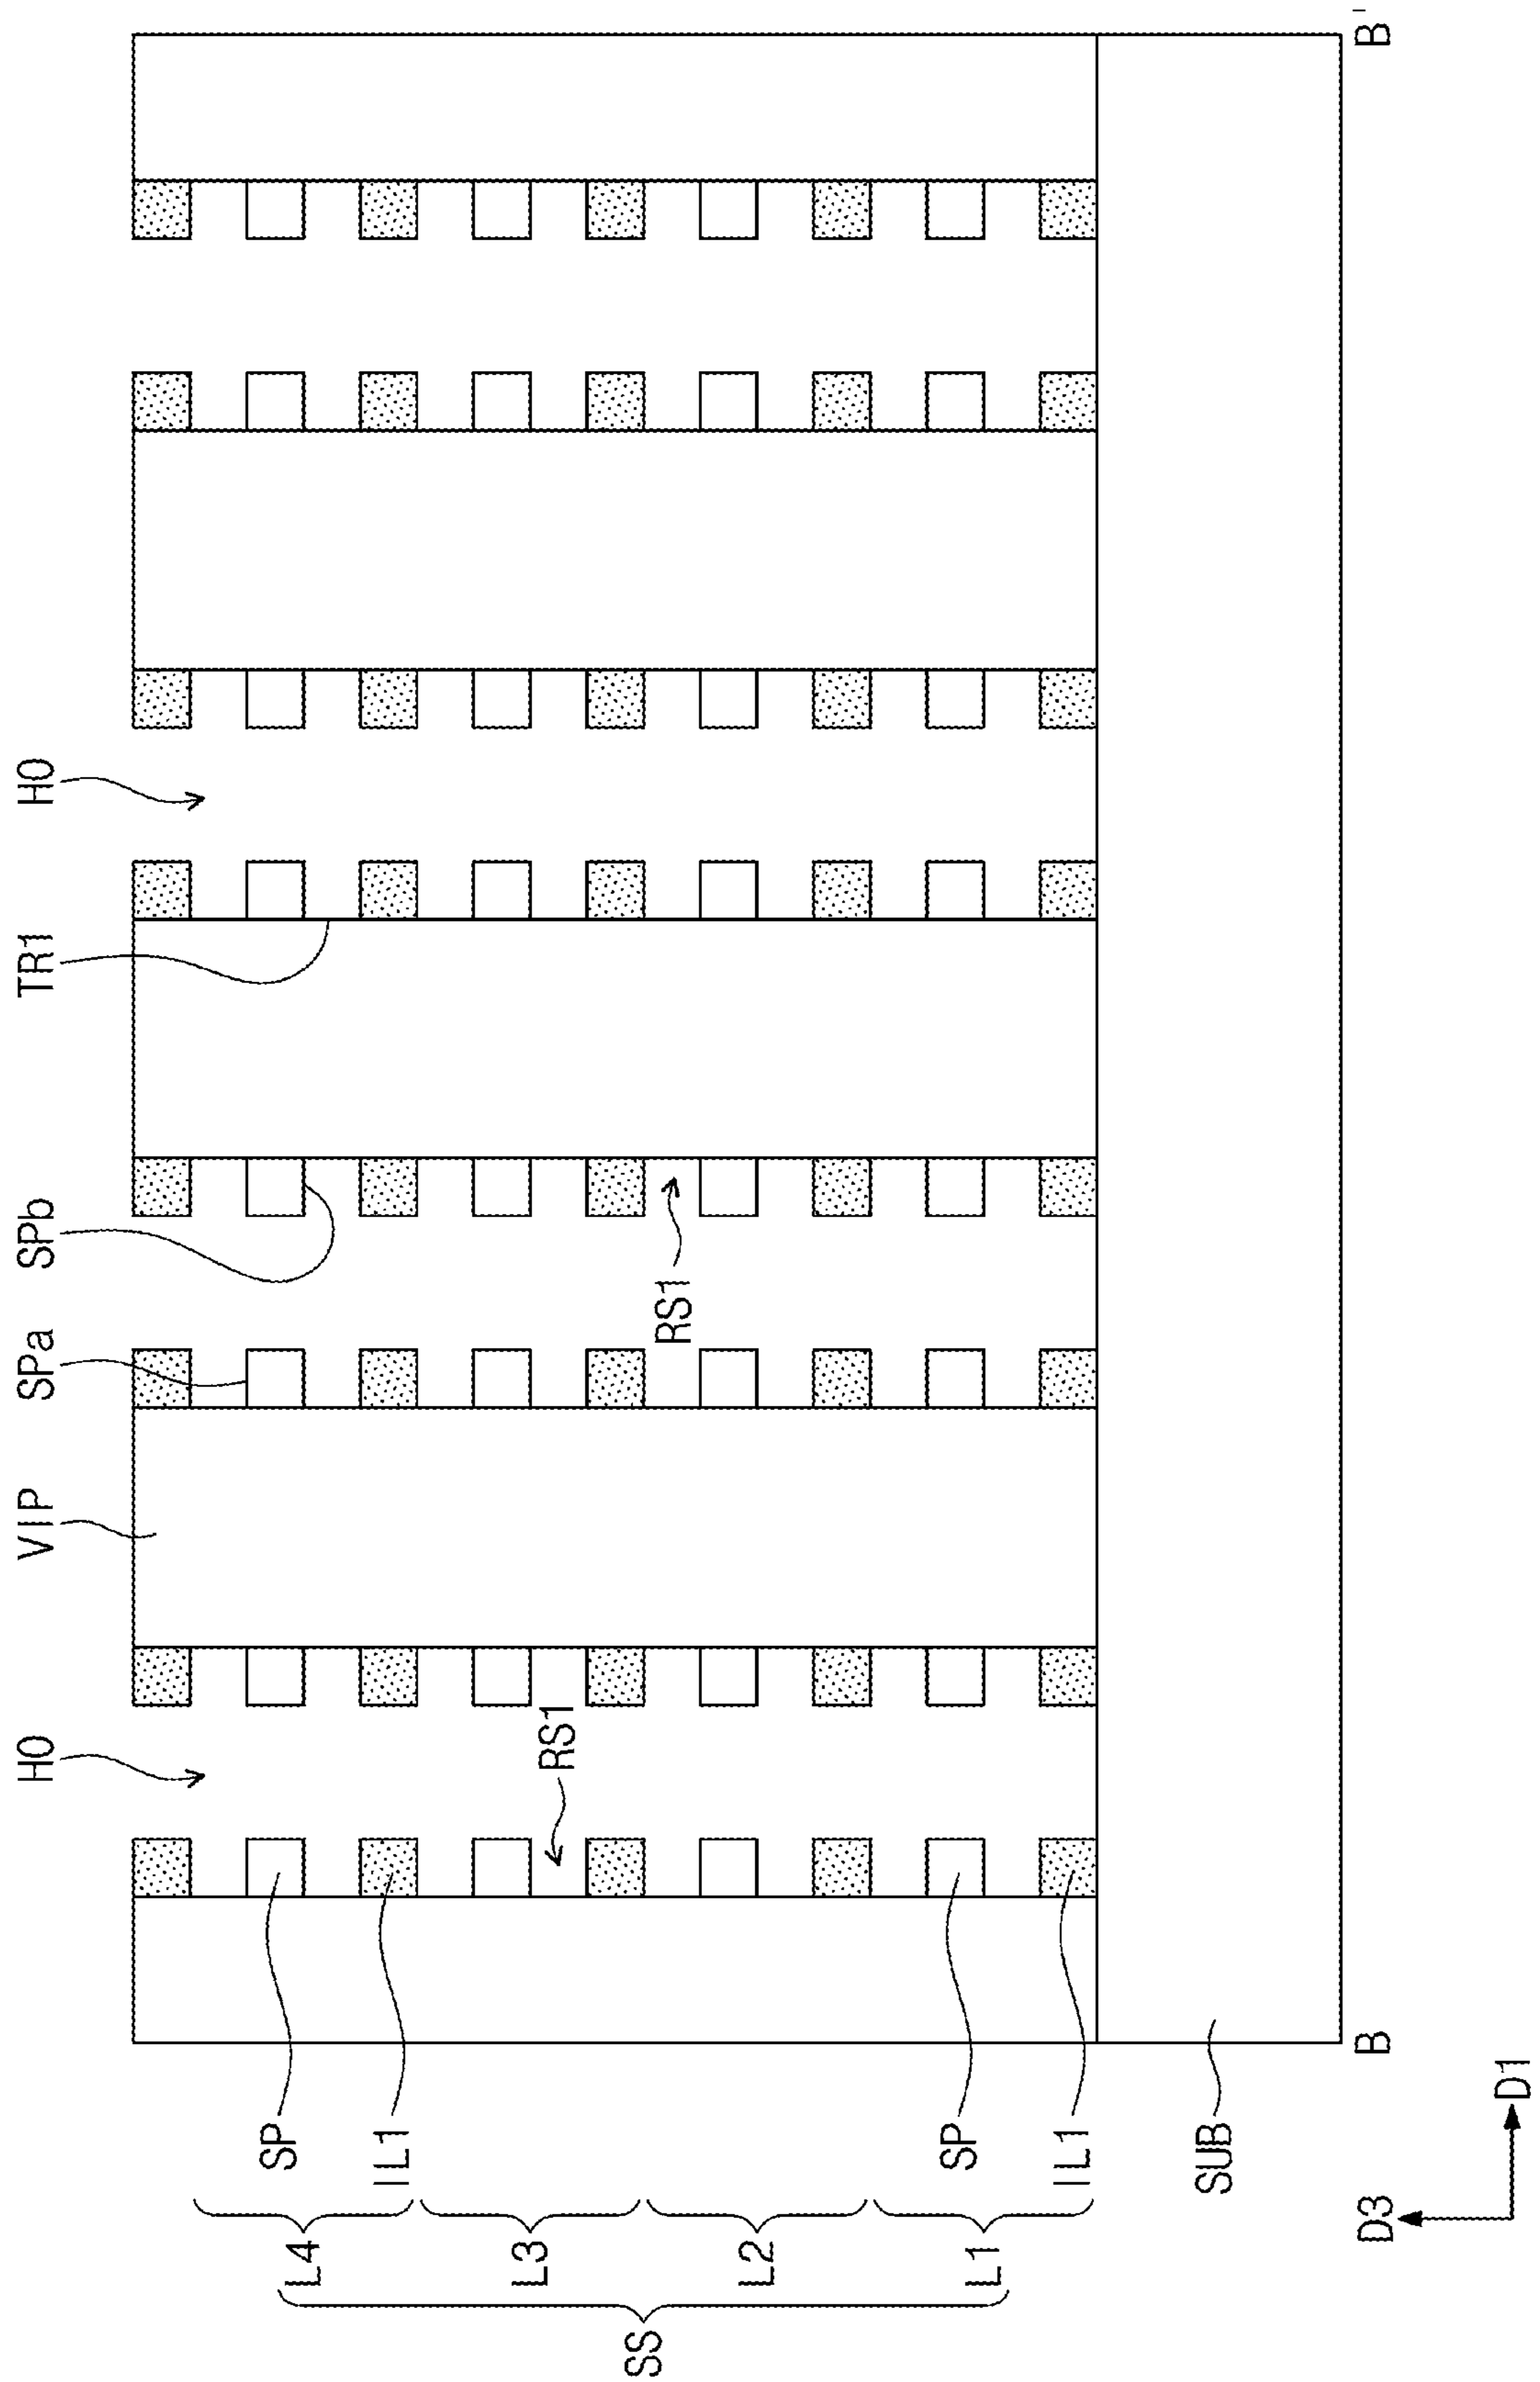 HO
VIP
SPa
SPb
TR1
HO
RS1
RS1
SP
IL1
SP
IL1
SUB
L4
L3
L2
L1
SS
B
B'
D3
D1